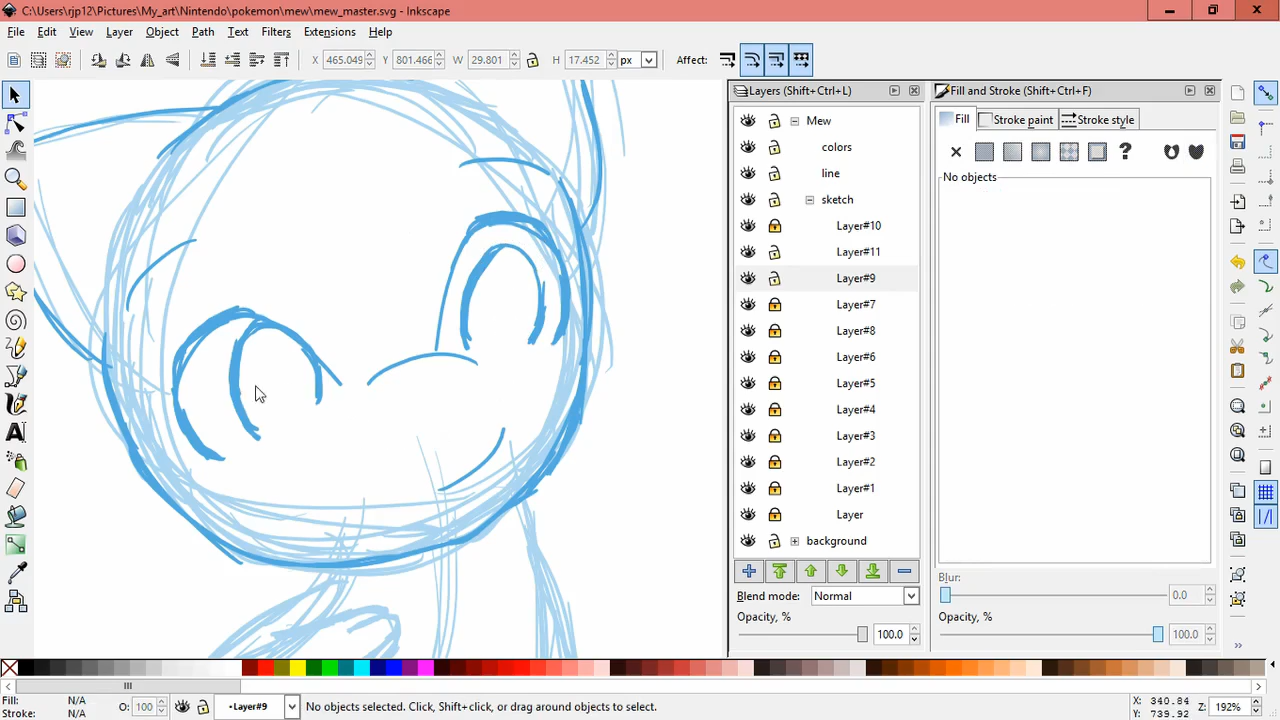 C:\Users\rjp12\Pictures\My_art\Nintendo\pokemon\mew\mew_master.svg - Inkscape
File Edit View Layer Object Path Text Filters Extensions Help
X 465.049 Y 801.466 W 29.801 H 17.452 px Affect:
Layers (Shift+Ctrl+L)
Mew
colors
line
sketch
Layer#10
Layer#11
Layer#9
Layer#7
Layer#8
Layer#6
Layer#5
Layer#4
Layer#3
Layer#2
Layer#1
Layer
background
Blend mode: Normal
Opacity, %
100.0
Fill and Stroke (Shift+Ctrl+F)
Fill Stroke paint Stroke style
?
No objects
Blur:
0.0
Opacity, %
100.0
Fill: N/A
Stroke: N/A
O: 100
•Layer#9
No objects selected. Click, Shift+click, or drag around objects to select.
X: 340.84
Y: 739.92
Z: 192%